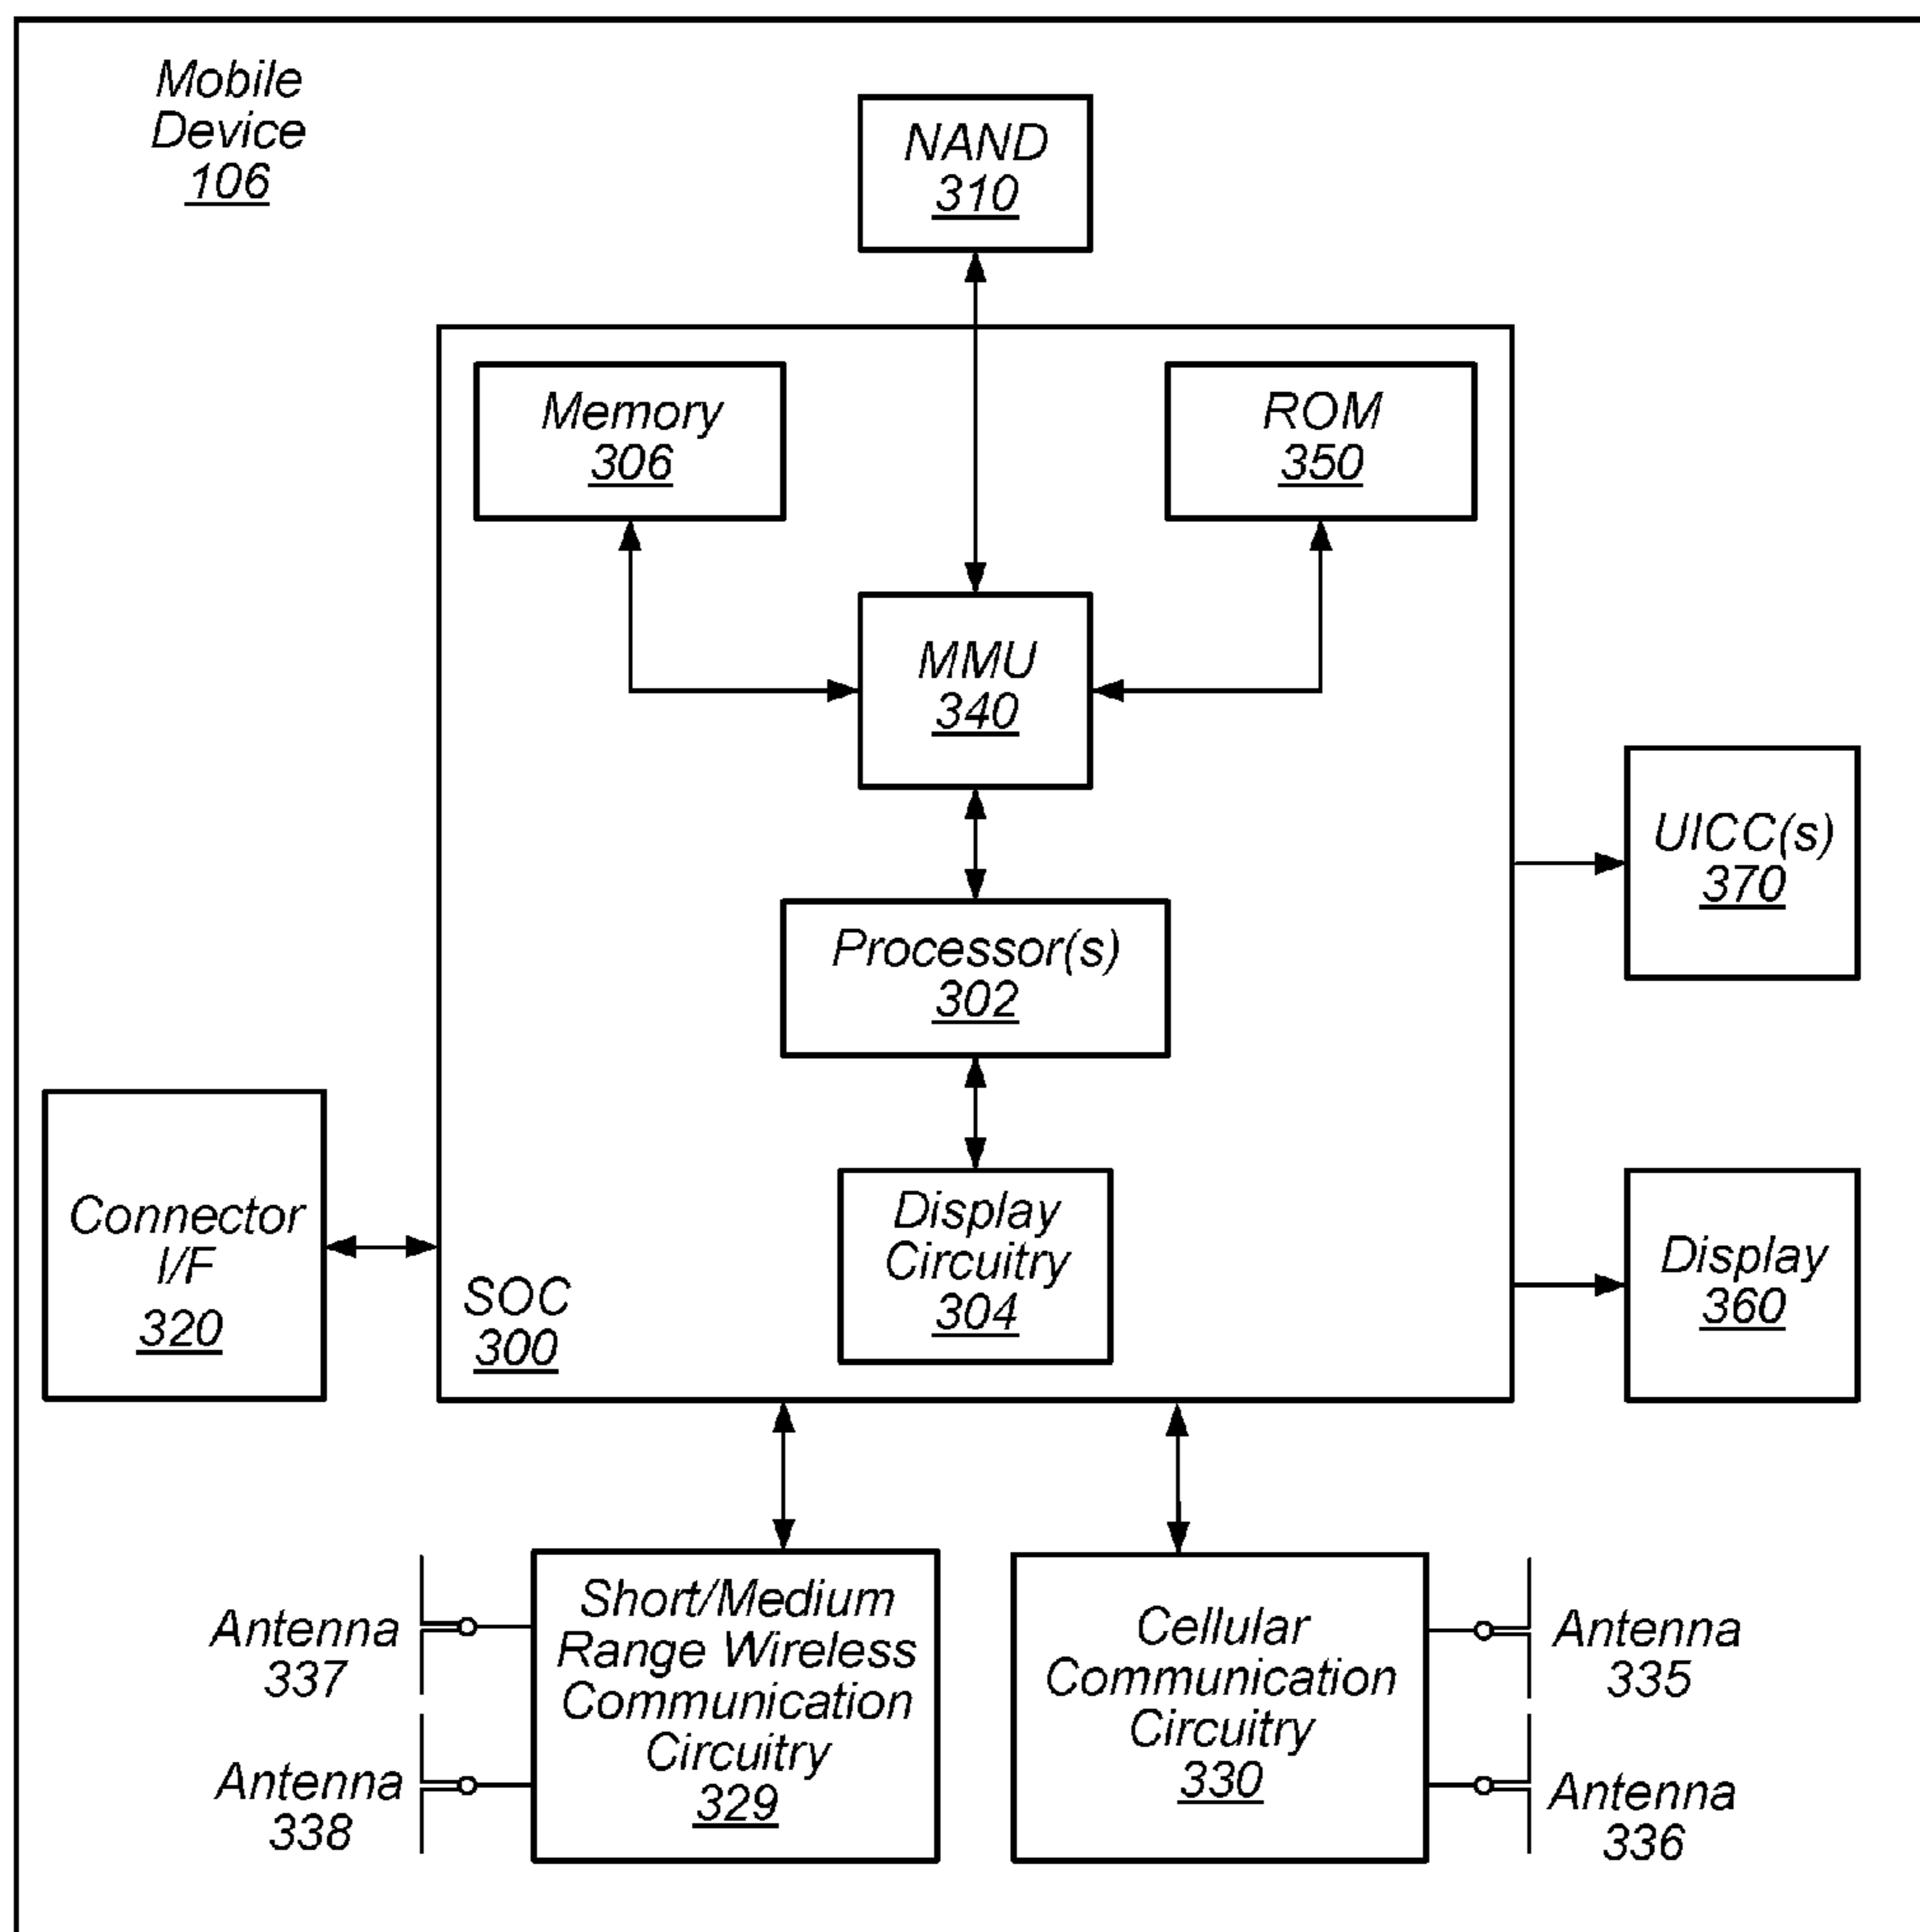 Mobile
Device
106
NAND
310
Memory
306
ROM
350
MMU
340
UICC(s)
370
Processor(s)
302
Connector
I/F
320
SOC
300
Display
Circuitry
304
Display
360
Antenna
337
Antenna
338
Short/Medium
Range Wireless
Communication
Circuitry
329
Cellular
Communication
Circuitry
330
Antenna
335
Antenna
336